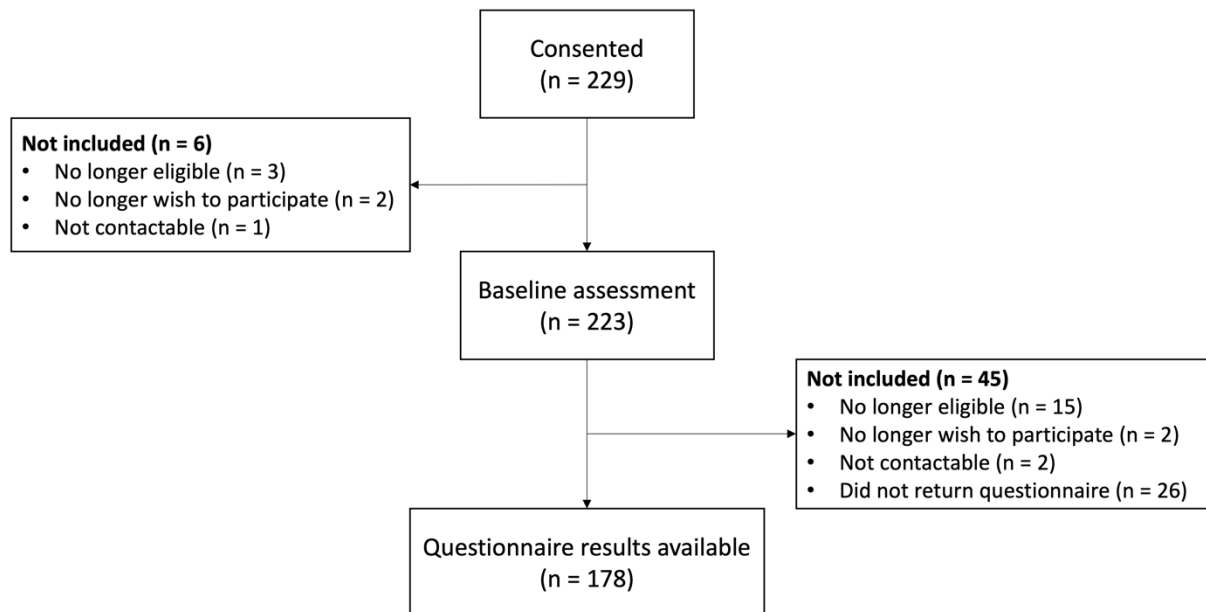 Consented
(n = 229)
Not included (n = 6)
• No longer eligible (n = 3)
• No longer wish to participate (n = 2)
• Not contactable (n = 1)
Baseline assessment
(n = 223)
Not included (n = 45)
• No longer eligible (n = 15)
• No longer wish to participate (n = 2)
• Not contactable (n = 2)
• Did not return questionnaire (n = 26)
Questionnaire results available
(n = 178)